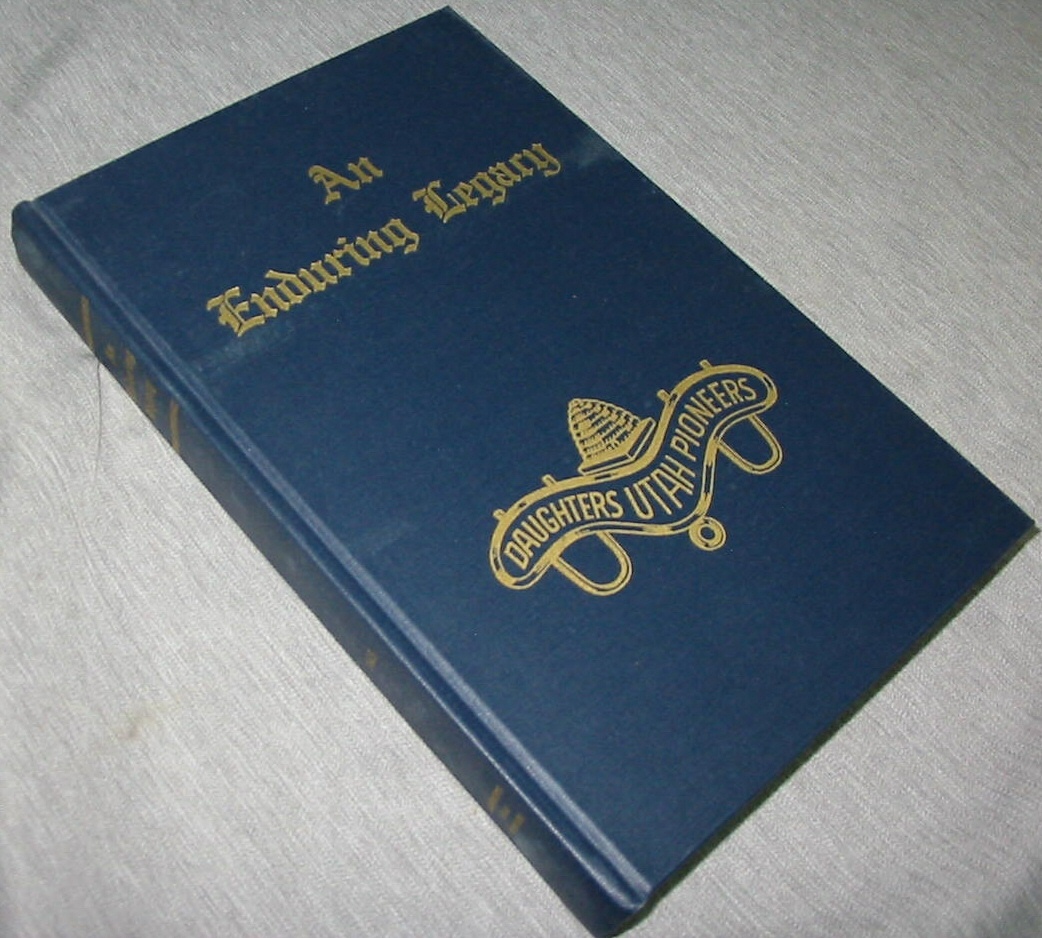 An
Enduring Legacy
DAUGHTERS UTAH PIONEERS